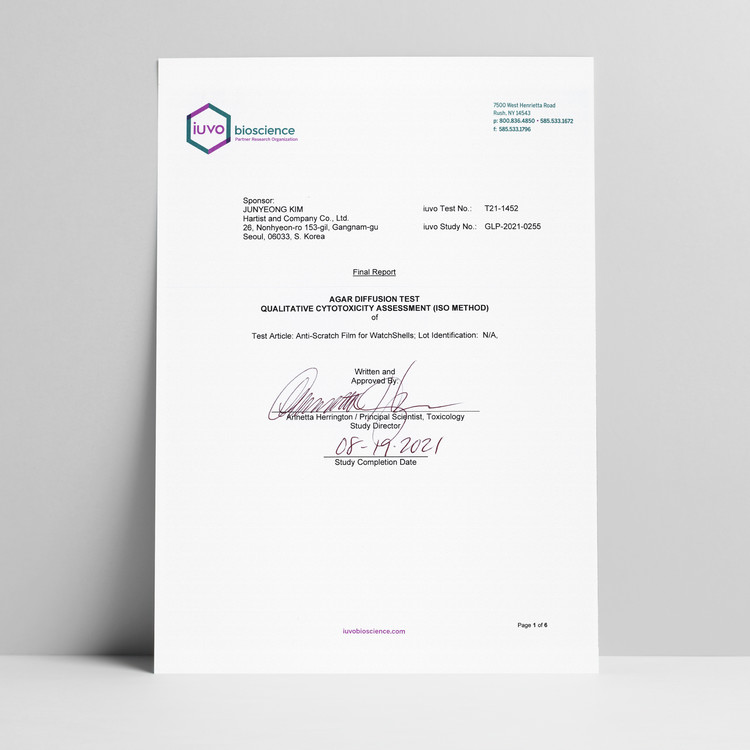 iuvo bioscience
Partner Research Organization
7500 West Henrietta Road
Rush, NY 14543
p: 800.836.4850 • 585.533.1672
f: 585.533.1796
Sponsor:
JUNYEONG KIM
Hartist and Company Co., Ltd.
26, Nonhyeon-ro 153-gil, Gangnam-gu
Seoul, 06033, S. Korea
iuvo Test No.: T21-1452
iuvo Study No.: GLP-2021-0255
Final Report
AGAR DIFFUSION TEST
QUALITATIVE CYTOTOXICITY ASSESSMENT (ISO METHOD)
of
Test Article: Anti-Scratch Film for WatchShells; Lot Identification: N/A,
Written and
Approved By:
Arlhetta Herrington / Principal Scientist, Toxicology
Study Director
08-19-2021
Study Completion Date
iuvobioscience.com
Page 1 of 6